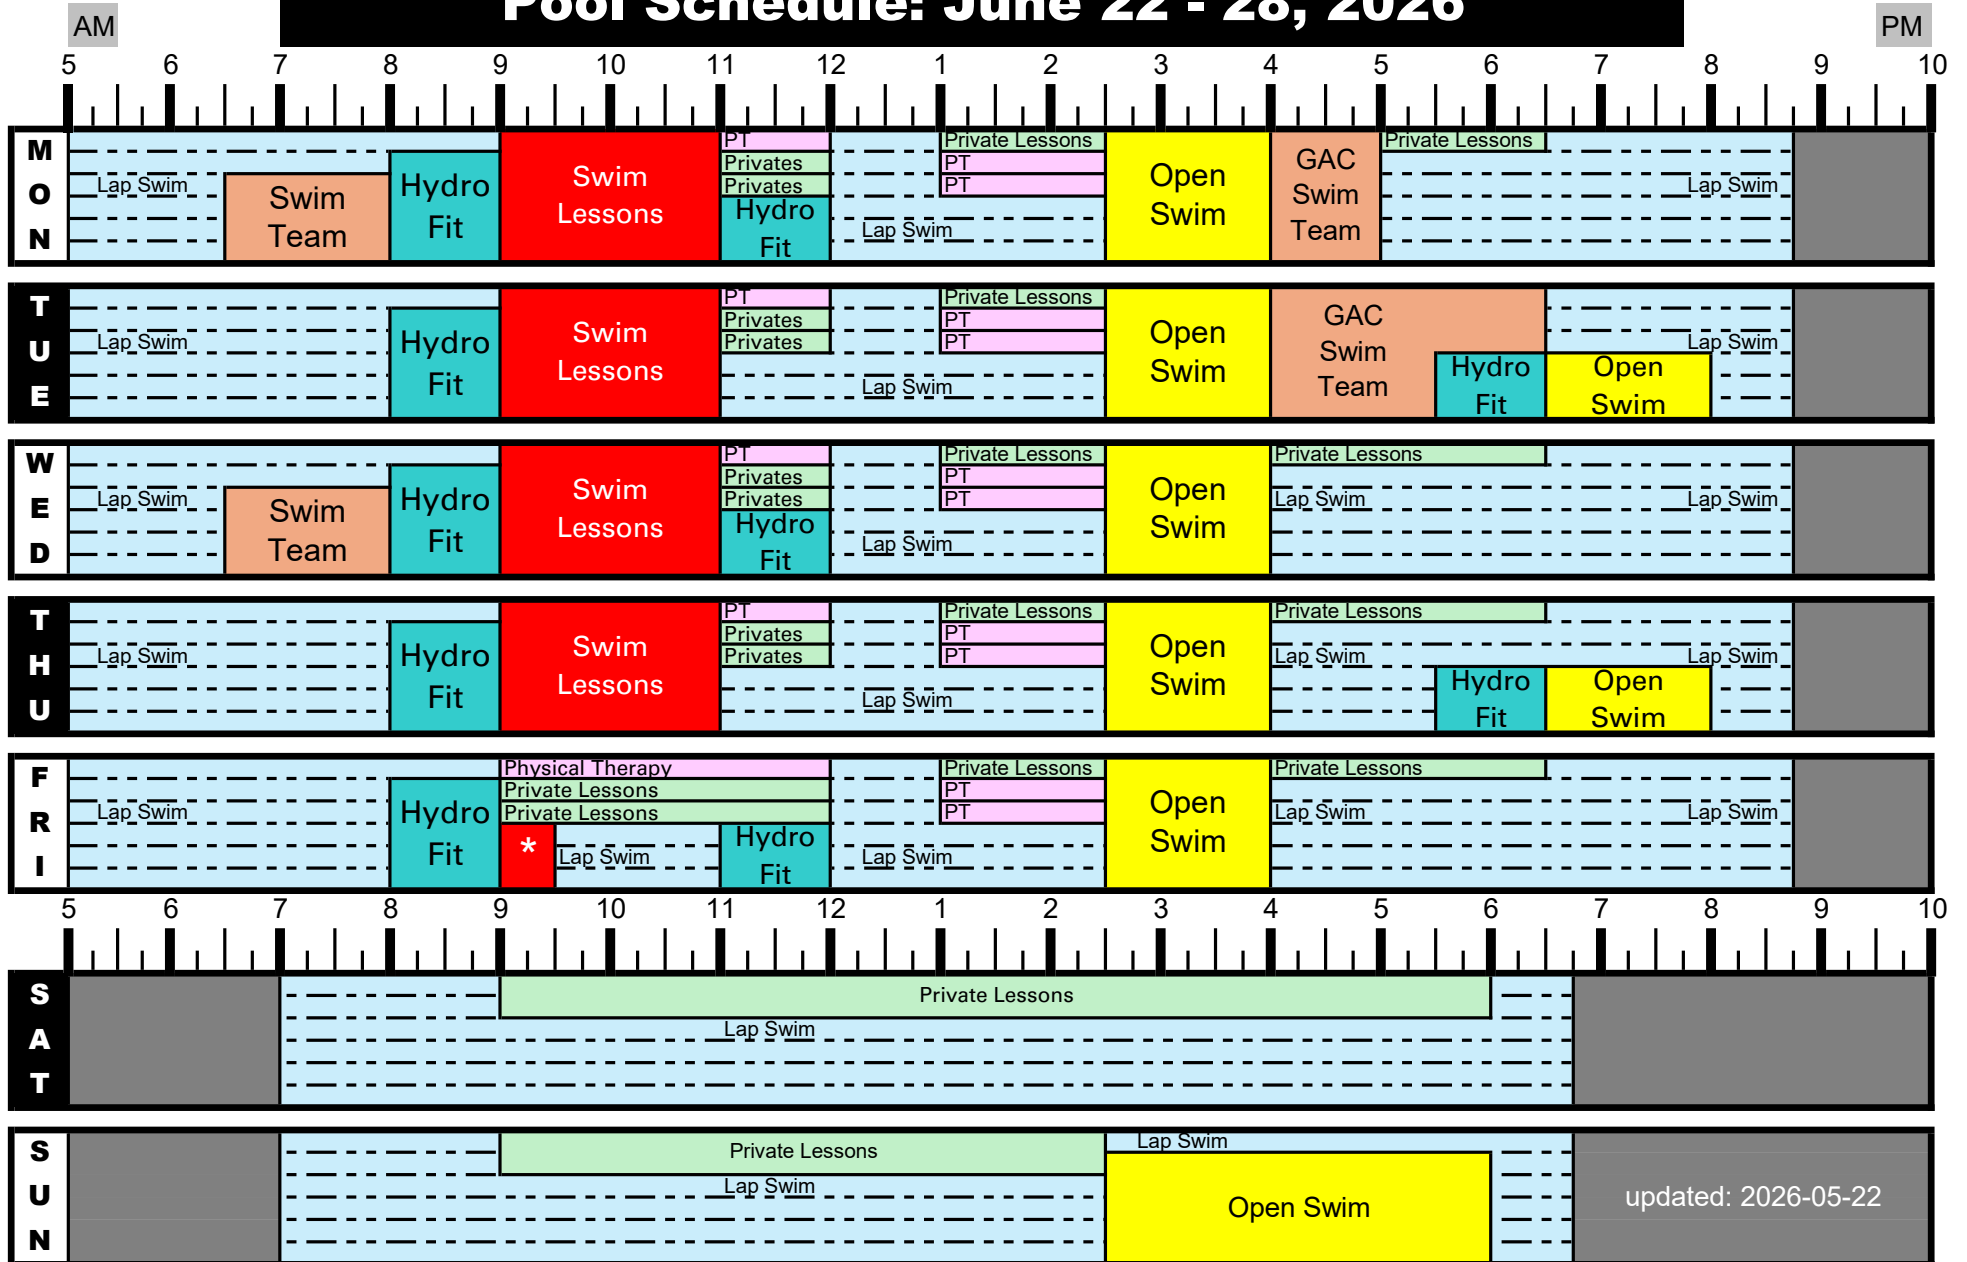 Pool Schedule: June 22 - 28, 2026
AM
PM
5 6 7 8 9 10 11 12 1 2 3 4 5 6 7 8 9 10
M
O
N
Lap Swim
Swim
Team
Hydro
Fit
Swim
Lessons
PT
Privates
Privates
Hydro
Fit
Lap Swim
Private Lessons
PT
PT
Open
Swim
GAC
Swim
Team
Private Lessons
Lap Swim
T
U
E
Lap Swim
Hydro
Fit
Swim
Lessons
PT
Privates
Privates
Lap Swim
Private Lessons
PT
PT
Open
Swim
GAC
Swim
Team
Hydro
Fit
Open
Swim
Lap Swim
W
E
D
Lap Swim
Swim
Team
Hydro
Fit
Swim
Lessons
PT
Privates
Privates
Hydro
Fit
Lap Swim
Private Lessons
PT
PT
Open
Swim
Private Lessons
Lap Swim
Lap Swim
T
H
U
Lap Swim
Hydro
Fit
Swim
Lessons
PT
Privates
Privates
Lap Swim
Private Lessons
PT
PT
Open
Swim
Private Lessons
Lap Swim
Hydro
Fit
Open
Swim
Lap Swim
F
R
I
Lap Swim
Hydro
Fit
Physical Therapy
Private Lessons
Private Lessons
*
Lap Swim
Hydro
Fit
Lap Swim
Private Lessons
PT
PT
Open
Swim
Private Lessons
Lap Swim
Lap Swim
5 6 7 8 9 10 11 12 1 2 3 4 5 6 7 8 9 10
S
A
T
Private Lessons
Lap Swim
S
U
N
Private Lessons
Lap Swim
Lap Swim
Open Swim
updated: 2026-05-22